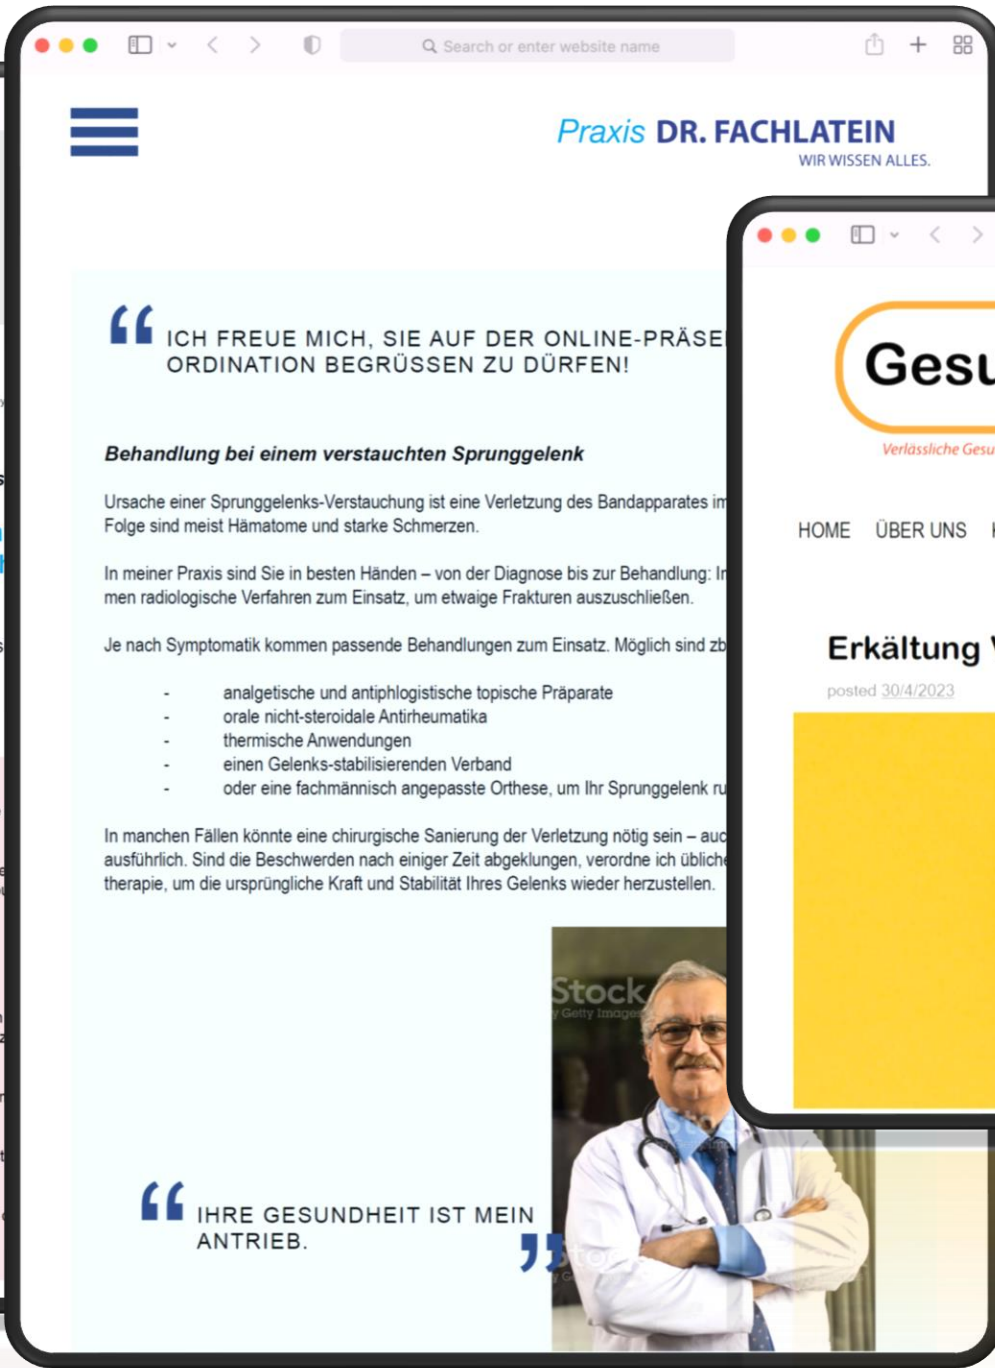 Search or enter website name
Praxis DR. FACHLATEIN
WIR WISSEN ALLES.
ICH FREUE MICH, SIE AUF DER ONLINE-PRÄSE
ORDINATION BEGRÜSSEN ZU DÜRFEN!
Behandlung bei einem verstauchten Sprunggelenk
Ursache einer Sprunggelenks-Verstauchung ist eine Verletzung des Bandapparates im
Folge sind meist Hämatome und starke Schmerzen.
In meiner Praxis sind Sie in besten Händen – von der Diagnose bis zur Behandlung: In
men radiologische Verfahren zum Einsatz, um etwaige Frakturen auszuschließen.
Je nach Symptomatik kommen passende Behandlungen zum Einsatz. Möglich sind zb
- analgetische und antiphlogistische topische Präparate
- orale nicht-steroidale Antirheumatika
- thermische Anwendungen
- einen Gelenks-stabilisierenden Verband
- oder eine fachmännisch angepasste Orthese, um Ihr Sprunggelenk ru
In manchen Fällen könnte eine chirurgische Sanierung der Verletzung nötig sein – auc
ausführlich. Sind die Beschwerden nach einiger Zeit abgeklungen, verordne ich übliche
therapie, um die ursprüngliche Kraft und Stabilität Ihres Gelenks wieder herzustellen.
Stock
y Getty Images
“ IHRE GESUNDHEIT IST MEIN
ANTRIEB. ”
Gesu
Verlässliche Gesu
HOME ÜBER UNS
Erkältung
posted 30/4/2023